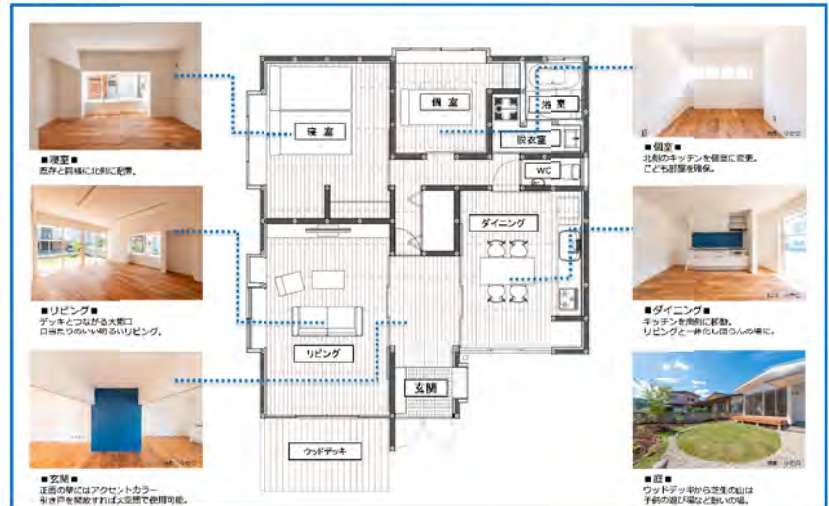 ■寝室■
既存と同様に北側に配置。
■リビング■
デッキとつながる大開口
日当たりのいい明るいリビング。
■玄関■
正面の壁にはアクセントカラー
引き戸を開放すれば大空間で使用可能。
寝室
個室
浴室
脱衣室
WC
ダイニング
リビング
玄関
ウッドデッキ
■個室■
北側のキッチンを個室に変更。
こども部屋を確保。
■ダイニング■
キッチンを南側に移動。
リビングと一体化し団らんの場に。
■庭■
ウッドデッキから芝生の山は
子供の遊び場など憩いの場。